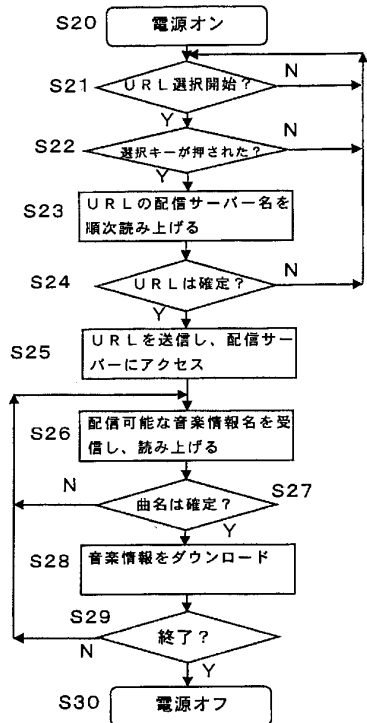 S20
電源オン
S21
URL選択開始?
N
Y
S22
選択キーが押された?
N
Y
S23
URLの配信サーバー名を
順次読み上げる
S24
URLは確定?
N
Y
S25
URLを送信し、配信サー
バーにアクセス
S26
配信可能な音楽情報名を受
信し、読み上げる
N
S27
曲名は確定?
Y
S28
音楽情報をダウンロード
S29
終了?
N
Y
S30
電源オフ